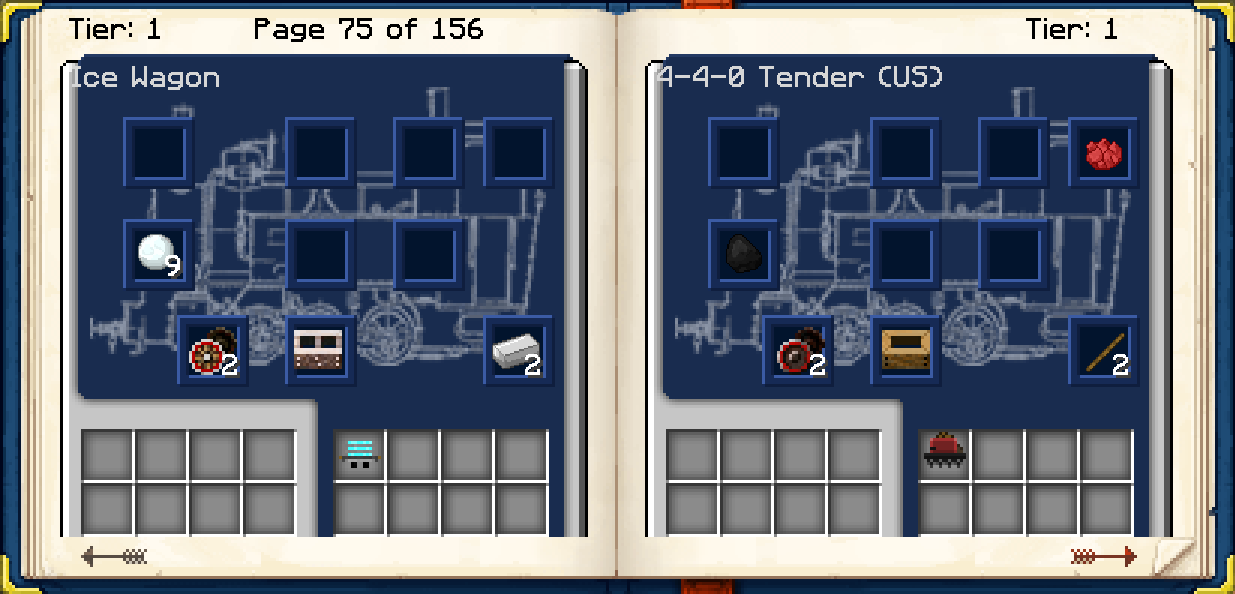 Tier: 1 Page 75 of 156
Ice Wagon
9
2 2
Tier: 1
4-4-0 Tender (US)
2 2